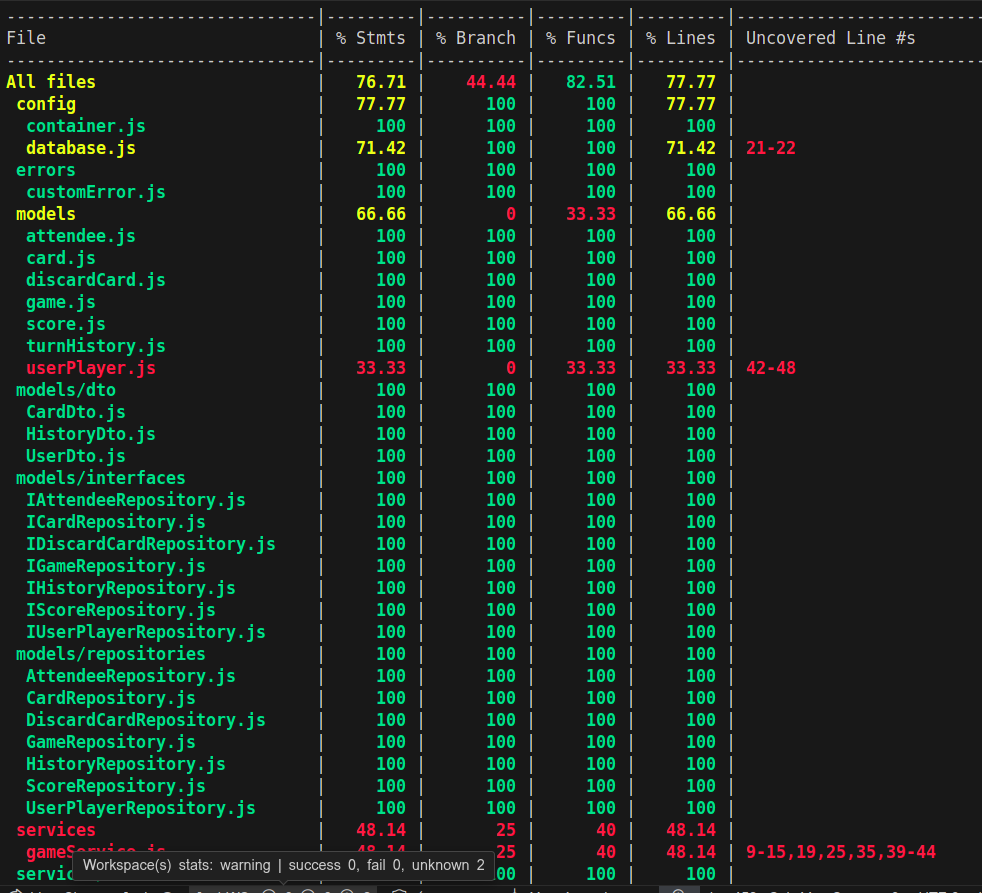 File | % Stmts | % Branch | % Funcs | % Lines | Uncovered Line #s
All files | 76.71 | 44.44 | 82.51 | 77.77 |
config | 77.77 | 100 | 100 | 77.77 |
container.js | 100 | 100 | 100 | 100 |
database.js | 71.42 | 100 | 100 | 71.42 | 21-22
errors | 100 | 100 | 100 | 100 |
customError.js | 100 | 100 | 100 | 100 |
models | 66.66 | 0 | 33.33 | 66.66 |
attendee.js | 100 | 100 | 100 | 100 |
card.js | 100 | 100 | 100 | 100 |
discardCard.js | 100 | 100 | 100 | 100 |
game.js | 100 | 100 | 100 | 100 |
score.js | 100 | 100 | 100 | 100 |
turnHistory.js | 100 | 100 | 100 | 100 |
userPlayer.js | 33.33 | 0 | 33.33 | 33.33 | 42-48
models/dto | 100 | 100 | 100 | 100 |
CardDto.js | 100 | 100 | 100 | 100 |
HistoryDto.js | 100 | 100 | 100 | 100 |
UserDto.js | 100 | 100 | 100 | 100 |
models/interfaces | 100 | 100 | 100 | 100 |
IAttendeeRepository.js | 100 | 100 | 100 | 100 |
ICardRepository.js | 100 | 100 | 100 | 100 |
IDiscardCardRepository.js | 100 | 100 | 100 | 100 |
IGameRepository.js | 100 | 100 | 100 | 100 |
IHistoryRepository.js | 100 | 100 | 100 | 100 |
IScoreRepository.js | 100 | 100 | 100 | 100 |
IUserPlayerRepository.js | 100 | 100 | 100 | 100 |
models/repositories | 100 | 100 | 100 | 100 |
AttendeeRepository.js | 100 | 100 | 100 | 100 |
CardRepository.js | 100 | 100 | 100 | 100 |
DiscardCardRepository.js | 100 | 100 | 100 | 100 |
GameRepository.js | 100 | 100 | 100 | 100 |
HistoryRepository.js | 100 | 100 | 100 | 100 |
ScoreRepository.js | 100 | 100 | 100 | 100 |
UserPlayerRepository.js | 100 | 100 | 100 | 100 |
services | 48.14 | 25 | 40 | 48.14 |
gameService.js | 48.14 | 25 | 40 | 48.14 | 9-15,19,25,35,39-44
Workspace(s) stats: warning | success 0, fail 0, unknown 2
00 | 100 | 100 |